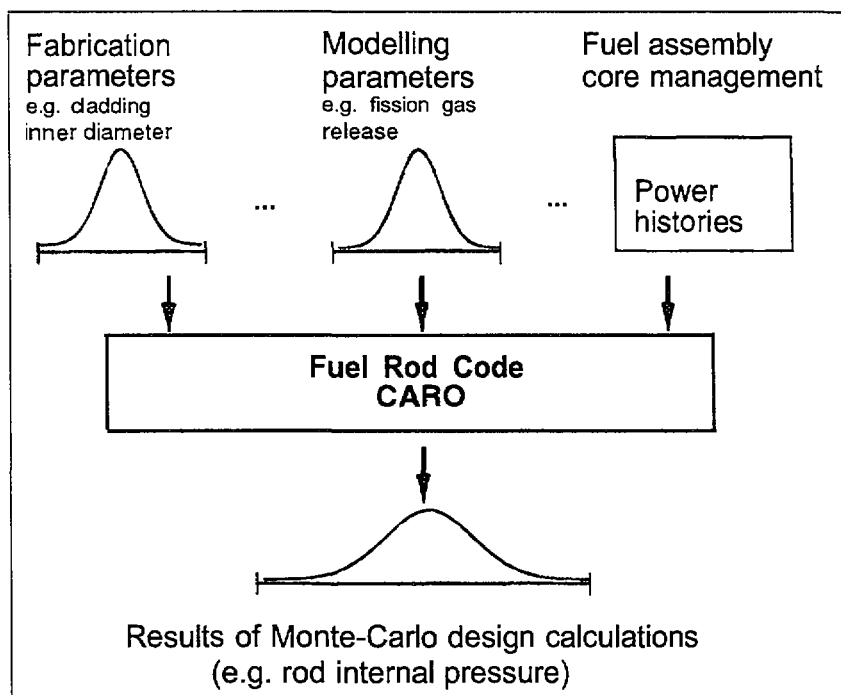 Fabrication
parameters
e.g. cladding
inner diameter
Modelling
parameters
e.g. fission gas
release
Fuel assembly
core management
...
...
Power
histories
Fuel Rod Code
CARO
Results of Monte-Carlo design calculations
(e.g. rod internal pressure)